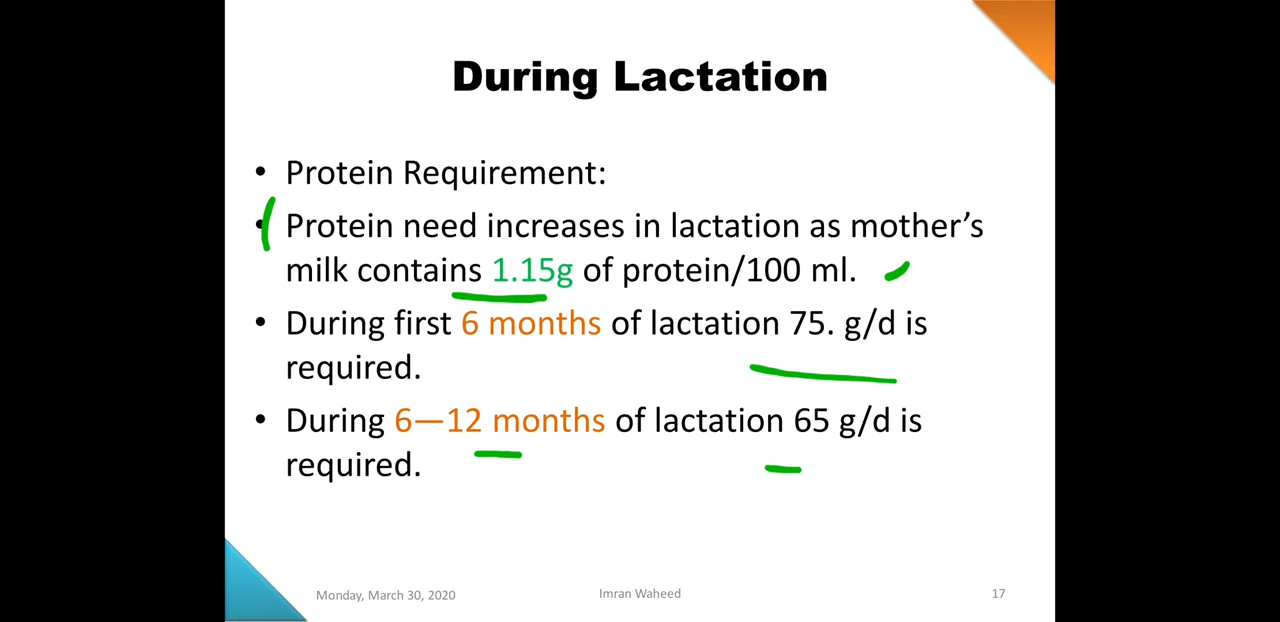 During Lactation
• Protein Requirement:
• Protein need increases in lactation as mother’s
milk contains 1.15g of protein/100 ml.
• During first 6 months of lactation 75. g/d is
required.
• During 6—12 months of lactation 65 g/d is
required.
Monday, March 30, 2020
Imran Waheed
17